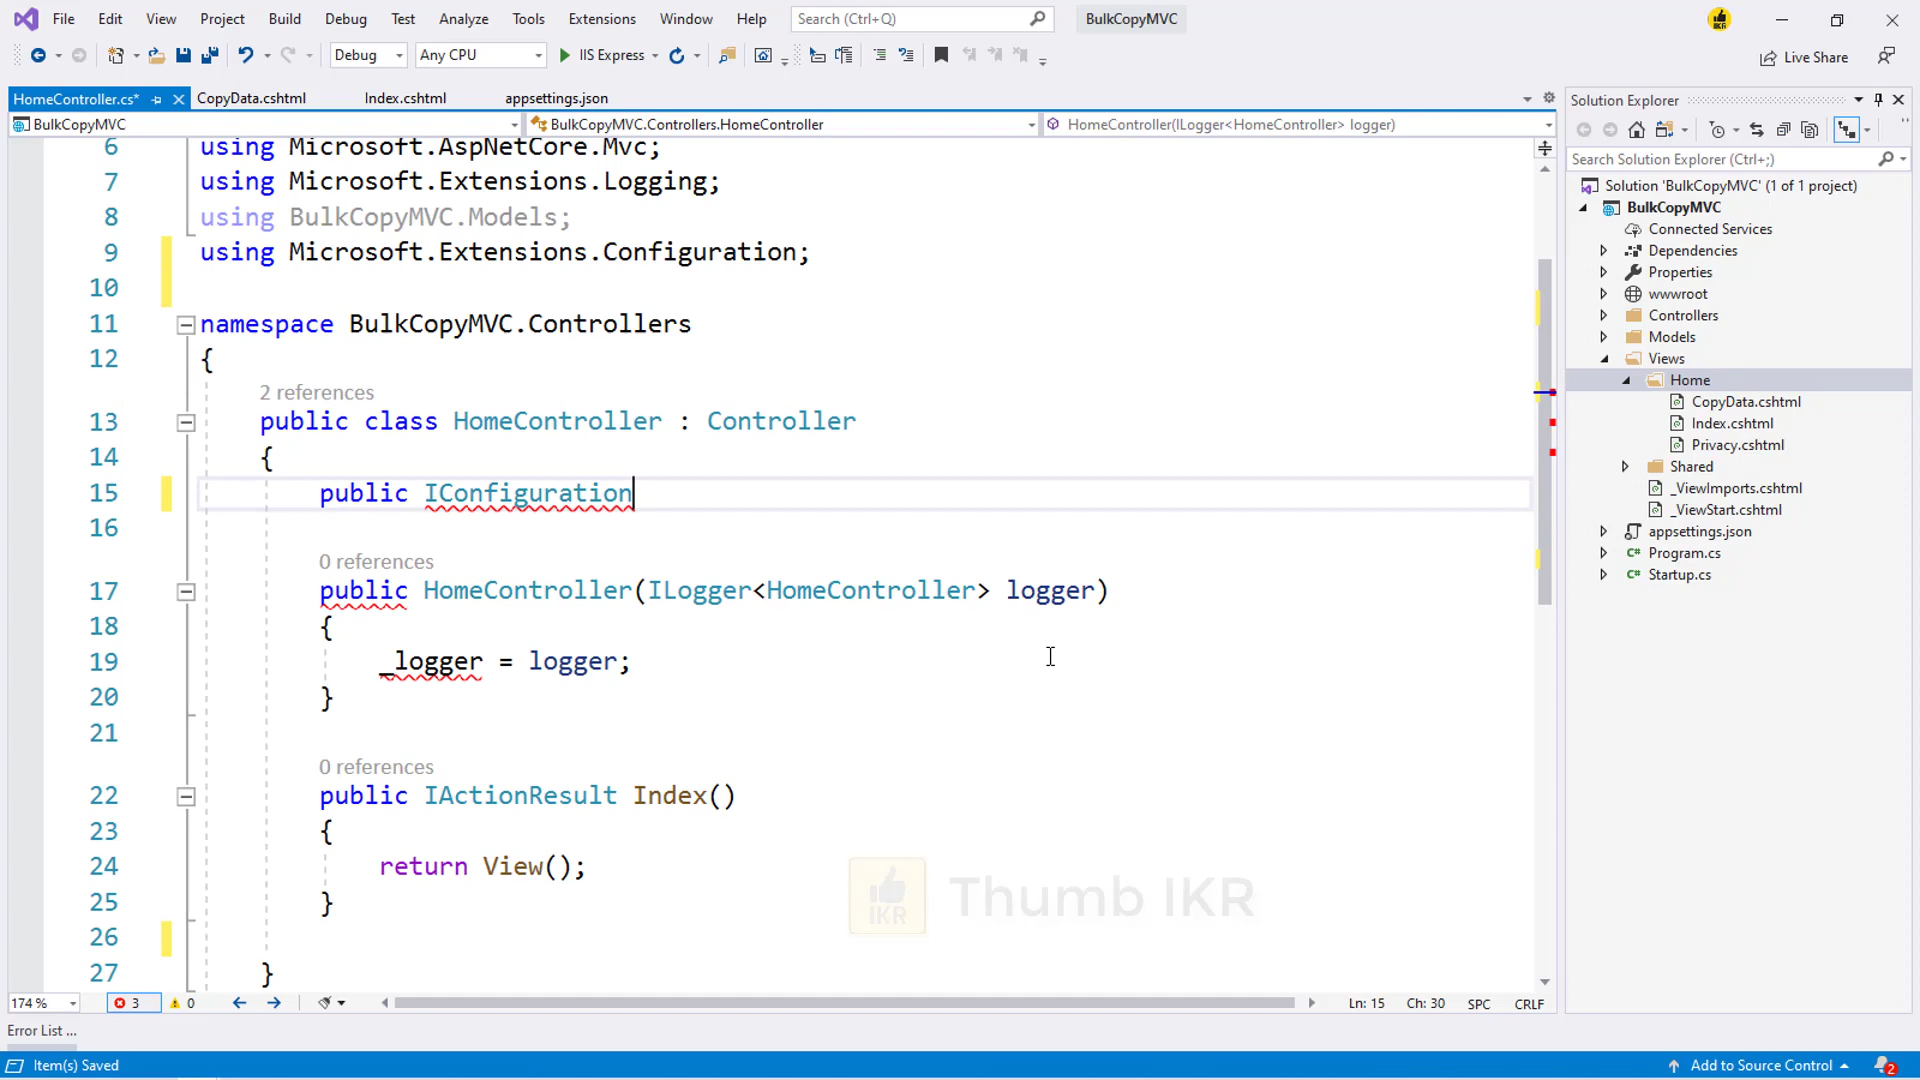 File Edit View Project Build Debug Test Analyze Tools Extensions Window Help Search (Ctrl+Q) BulkCopyMVC
Debug Any CPU IIS Express Live Share
HomeController.cs* CopyData.cshtml Index.cshtml appsettings.json
BulkCopyMVC BulkCopyMVC.Controllers.HomeController HomeController(ILogger<HomeController> logger)
6 using Microsoft.AspNetCore.Mvc;
7 using Microsoft.Extensions.Logging;
8 using BulkCopyMVC.Models;
9 using Microsoft.Extensions.Configuration;
10
11 namespace BulkCopyMVC.Controllers
12 {
2 references
13 public class HomeController : Controller
14 {
15 public IConfiguration
16
0 references
17 public HomeController(ILogger<HomeController> logger)
18 {
19 _logger = logger;
20 }
21
0 references
22 public IActionResult Index()
23 {
24 return View();
25 }
26
27 }
IKR Thumb IKR
174 % 3 0 Ln: 15 Ch: 30 SPC CRLF
Error List ...
Item(s) Saved Add to Source Control 2
Solution Explorer
Search Solution Explorer (Ctrl+;)
Solution 'BulkCopyMVC' (1 of 1 project)
BulkCopyMVC
Connected Services
Dependencies
Properties
wwwroot
Controllers
Models
Views
Home
CopyData.cshtml
Index.cshtml
Privacy.cshtml
Shared
_ViewImports.cshtml
_ViewStart.cshtml
appsettings.json
C# Program.cs
C# Startup.cs